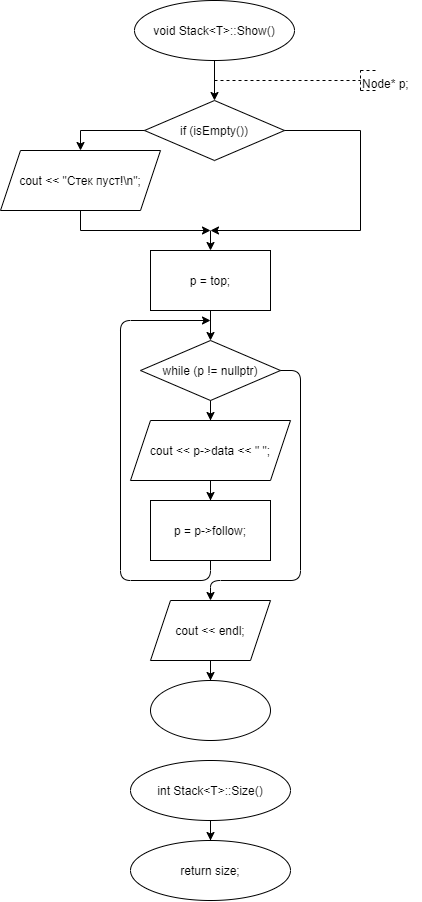 void Stack<T>::Show()
Node* p;
if (isEmpty())
cout << "Стек пуст!\n";
p = top;
while (p != nullptr)
cout << p->data << " ";
p = p->follow;
cout << endl;
int Stack<T>::Size()
return size;